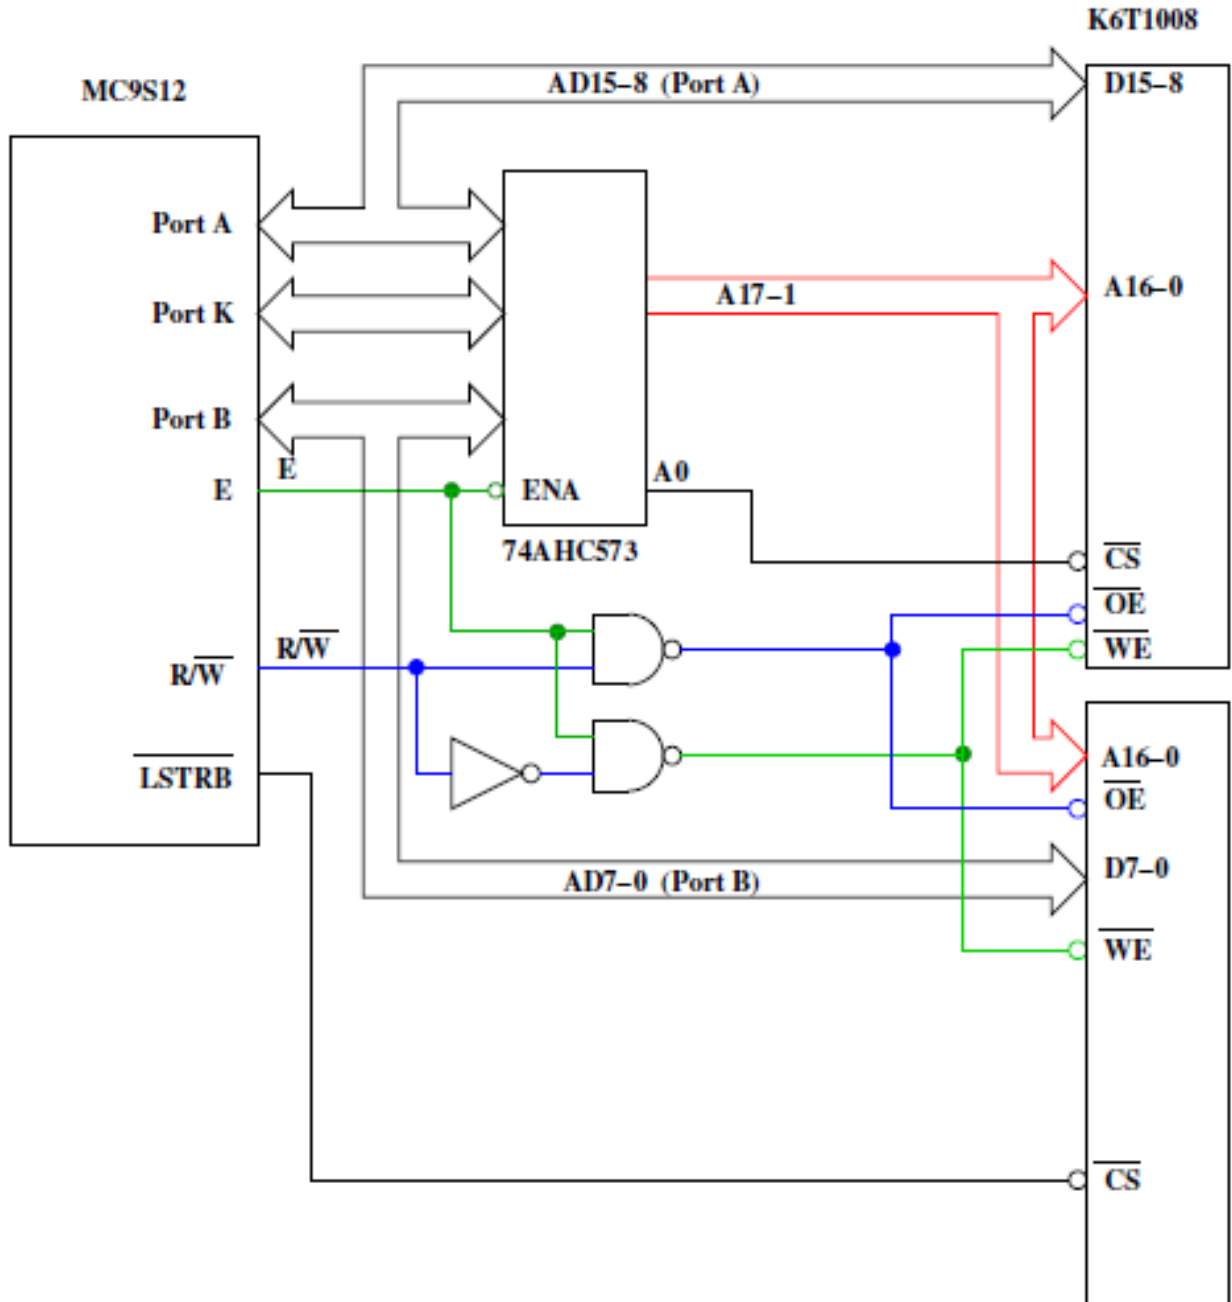 K6T1008
MC9S12
AD15–8 (Port A)
D15–8
Port A
Port K
A17–1
A16–0
Port B
E
E
ENA
A0
74AHC573
CS
OE
R/W
R/W
WE
LSTRB
A16–0
OE
AD7–0 (Port B)
D7–0
WE
CS